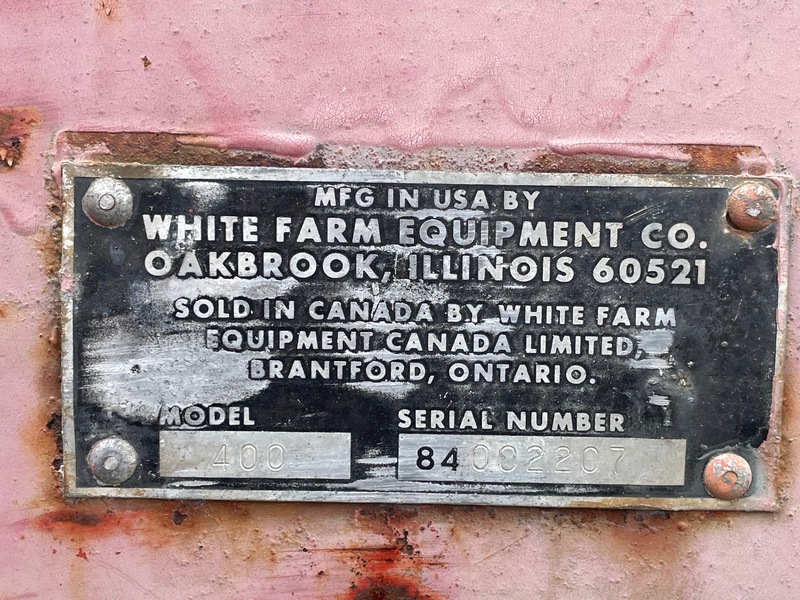 MFG IN USA BY
WHITE FARM EQUIPMENT CO.
OAKBROOK, ILLINOIS 60521
SOLD IN CANADA BY WHITE FARM
EQUIPMENT CANADA LIMITED,
BRANTFORD, ONTARIO.
MODEL SERIAL NUMBER
400 84002207